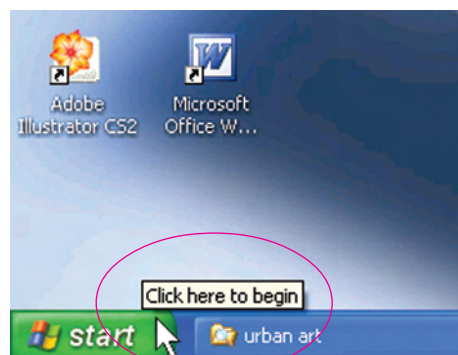 Adobe
Illustrator CS2
Microsoft
Office W...
Click here to begin
start
urban art